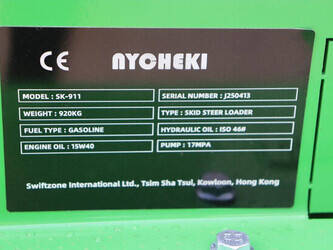 CE NYCHEKI
MODEL : SK-911
SERIAL NUMBER : J250413
WEIGHT : 920KG
TYPE : SKID STEER LOADER
FUEL TYPE : GASOLINE
HYDRAULIC OIL : ISO 46#
ENGINE OIL : 15W40
PUMP : 17MPA
Swiftzone International Ltd., Tsim Sha Tsui, Kowloon, Hong Kong